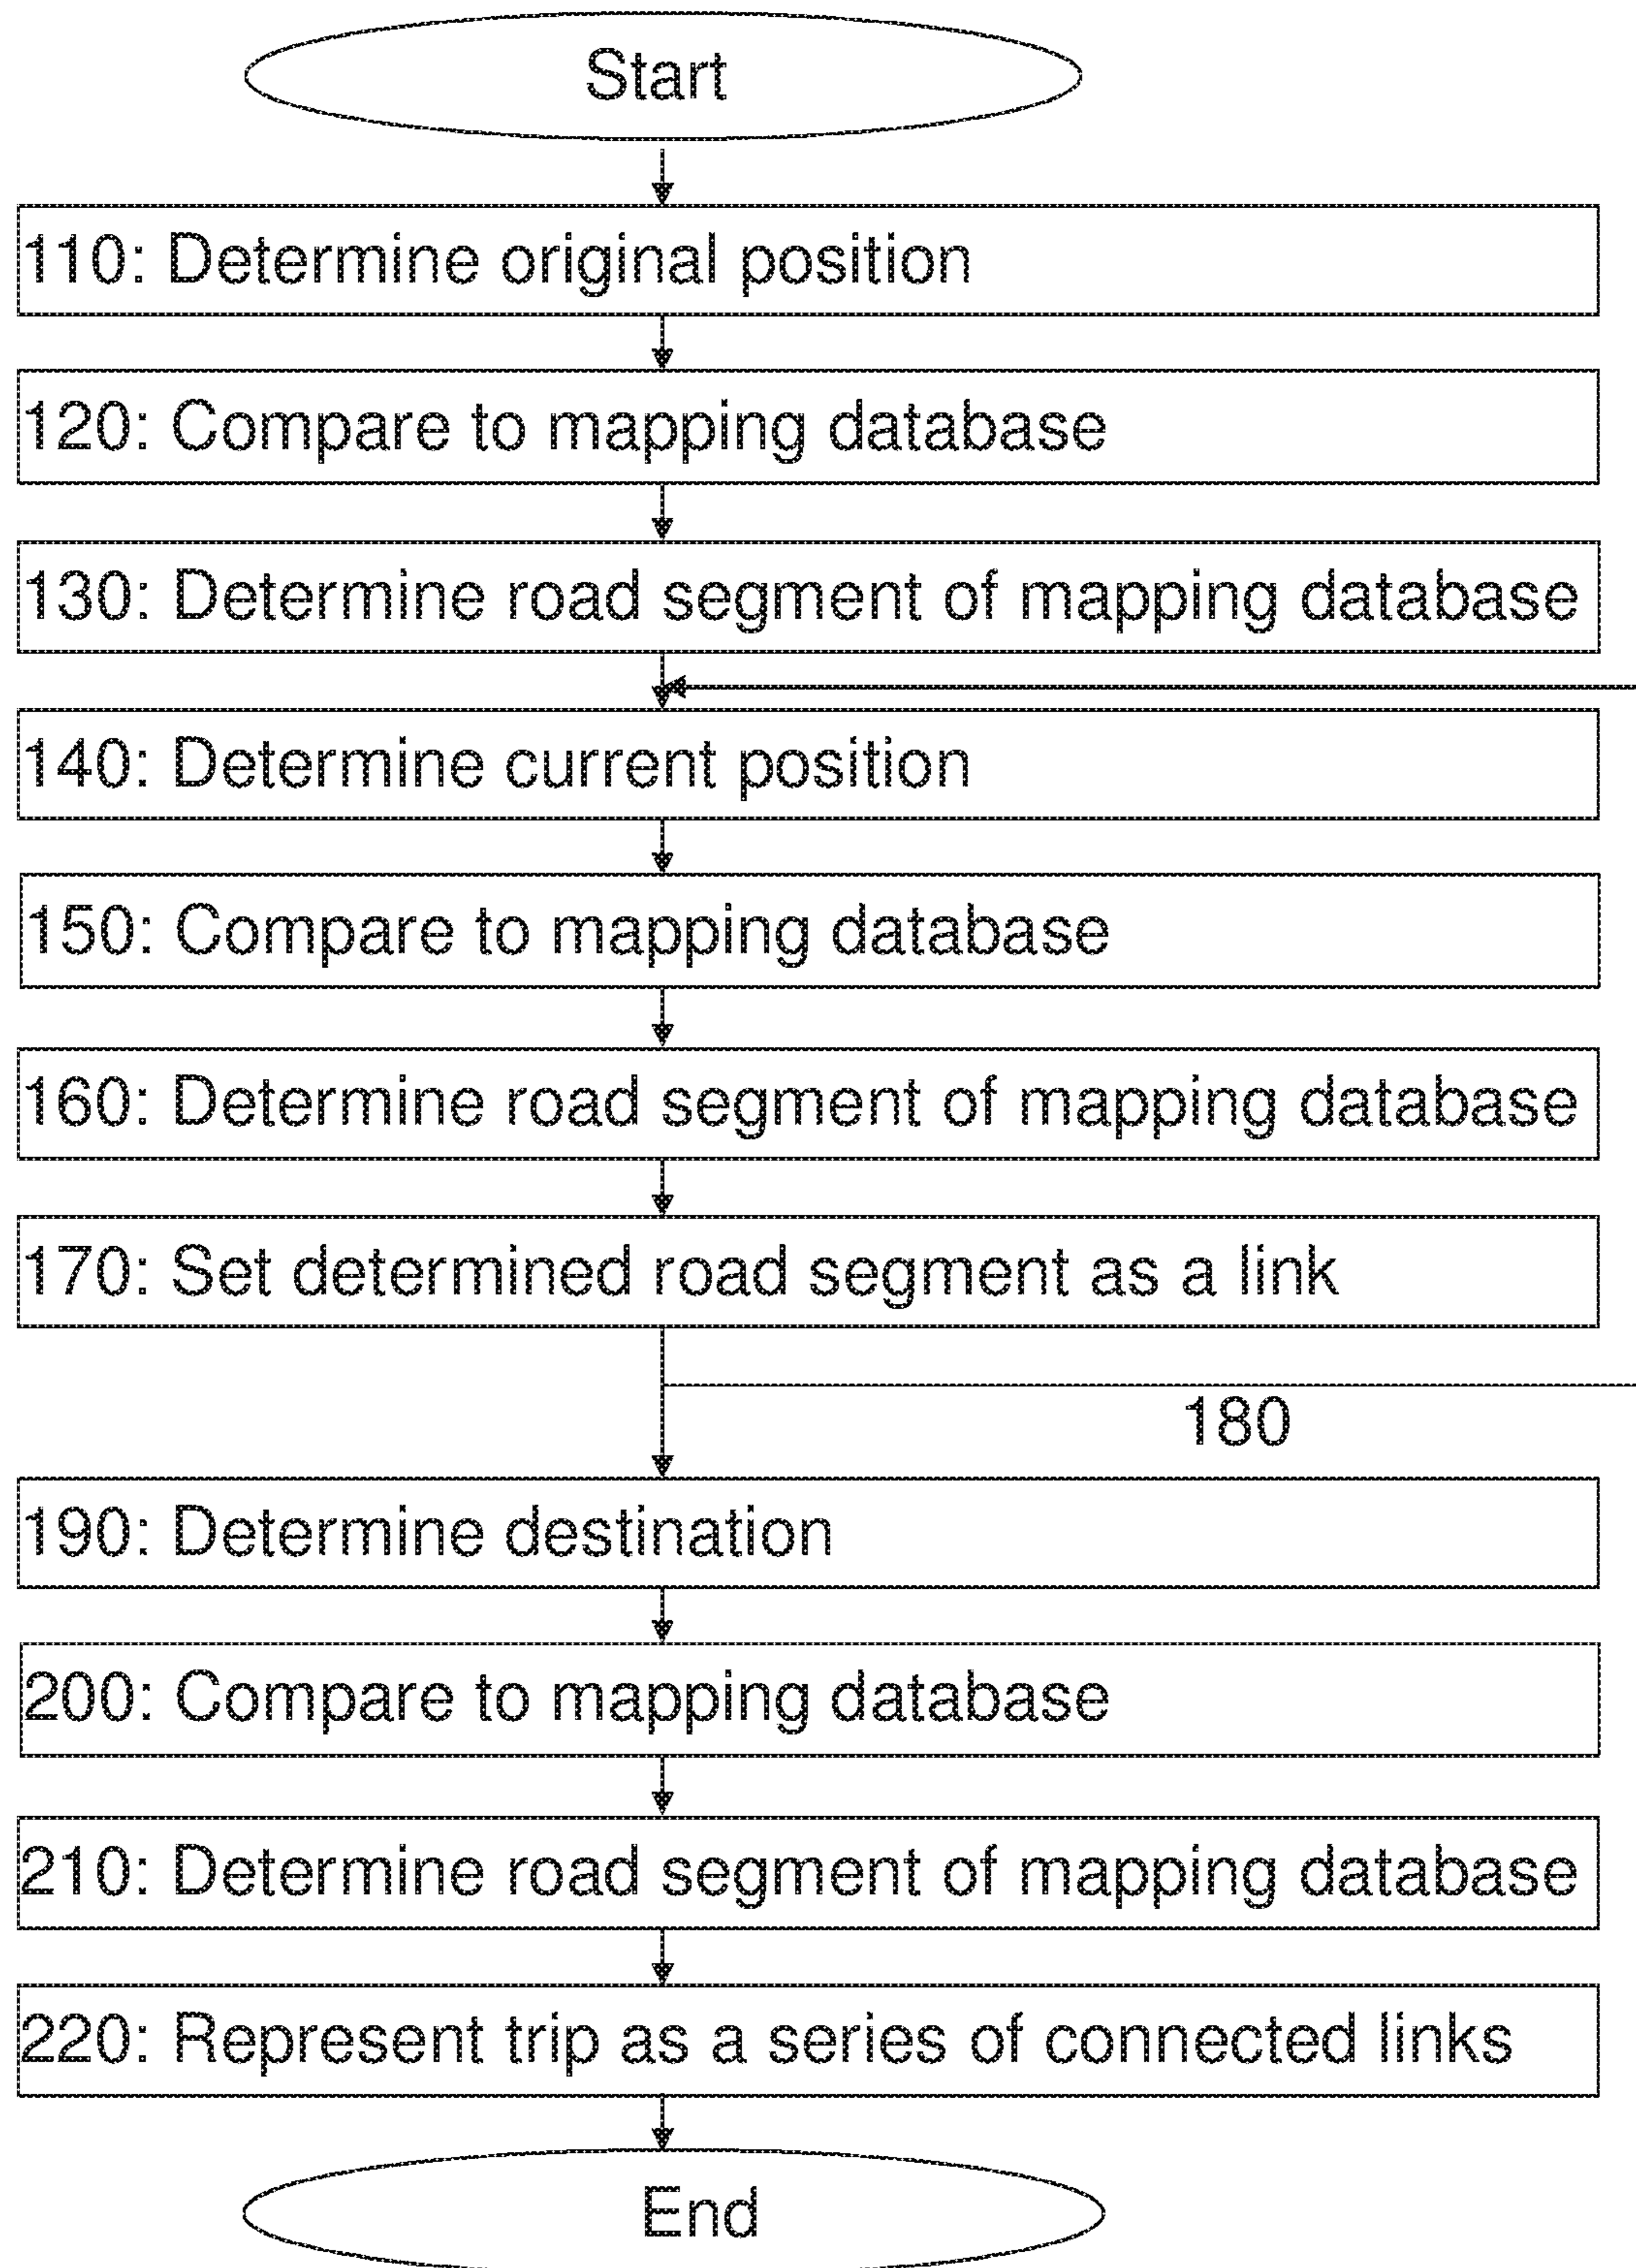 Start
110: Determine original position
120: Compare to mapping database
130: Determine road segment of mapping database
140: Determine current position
150: Compare to mapping database
160: Determine road segment of mapping database
170: Set determined road segment as a link
180
190: Determine destination
200: Compare to mapping database
210: Determine road segment of mapping database
220: Represent trip as a series of connected links
End